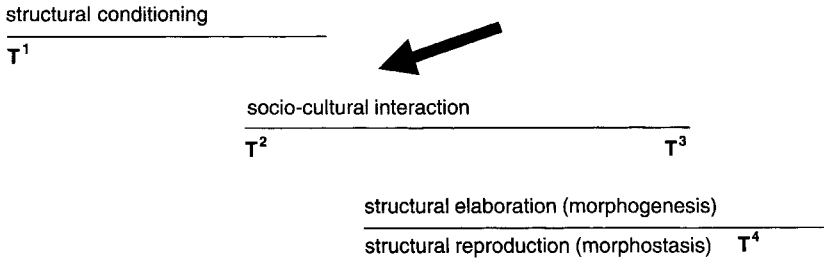 structural conditioning
T¹
socio-cultural interaction
T² T³
structural elaboration (morphogenesis)
structural reproduction (morphostasis) T⁴